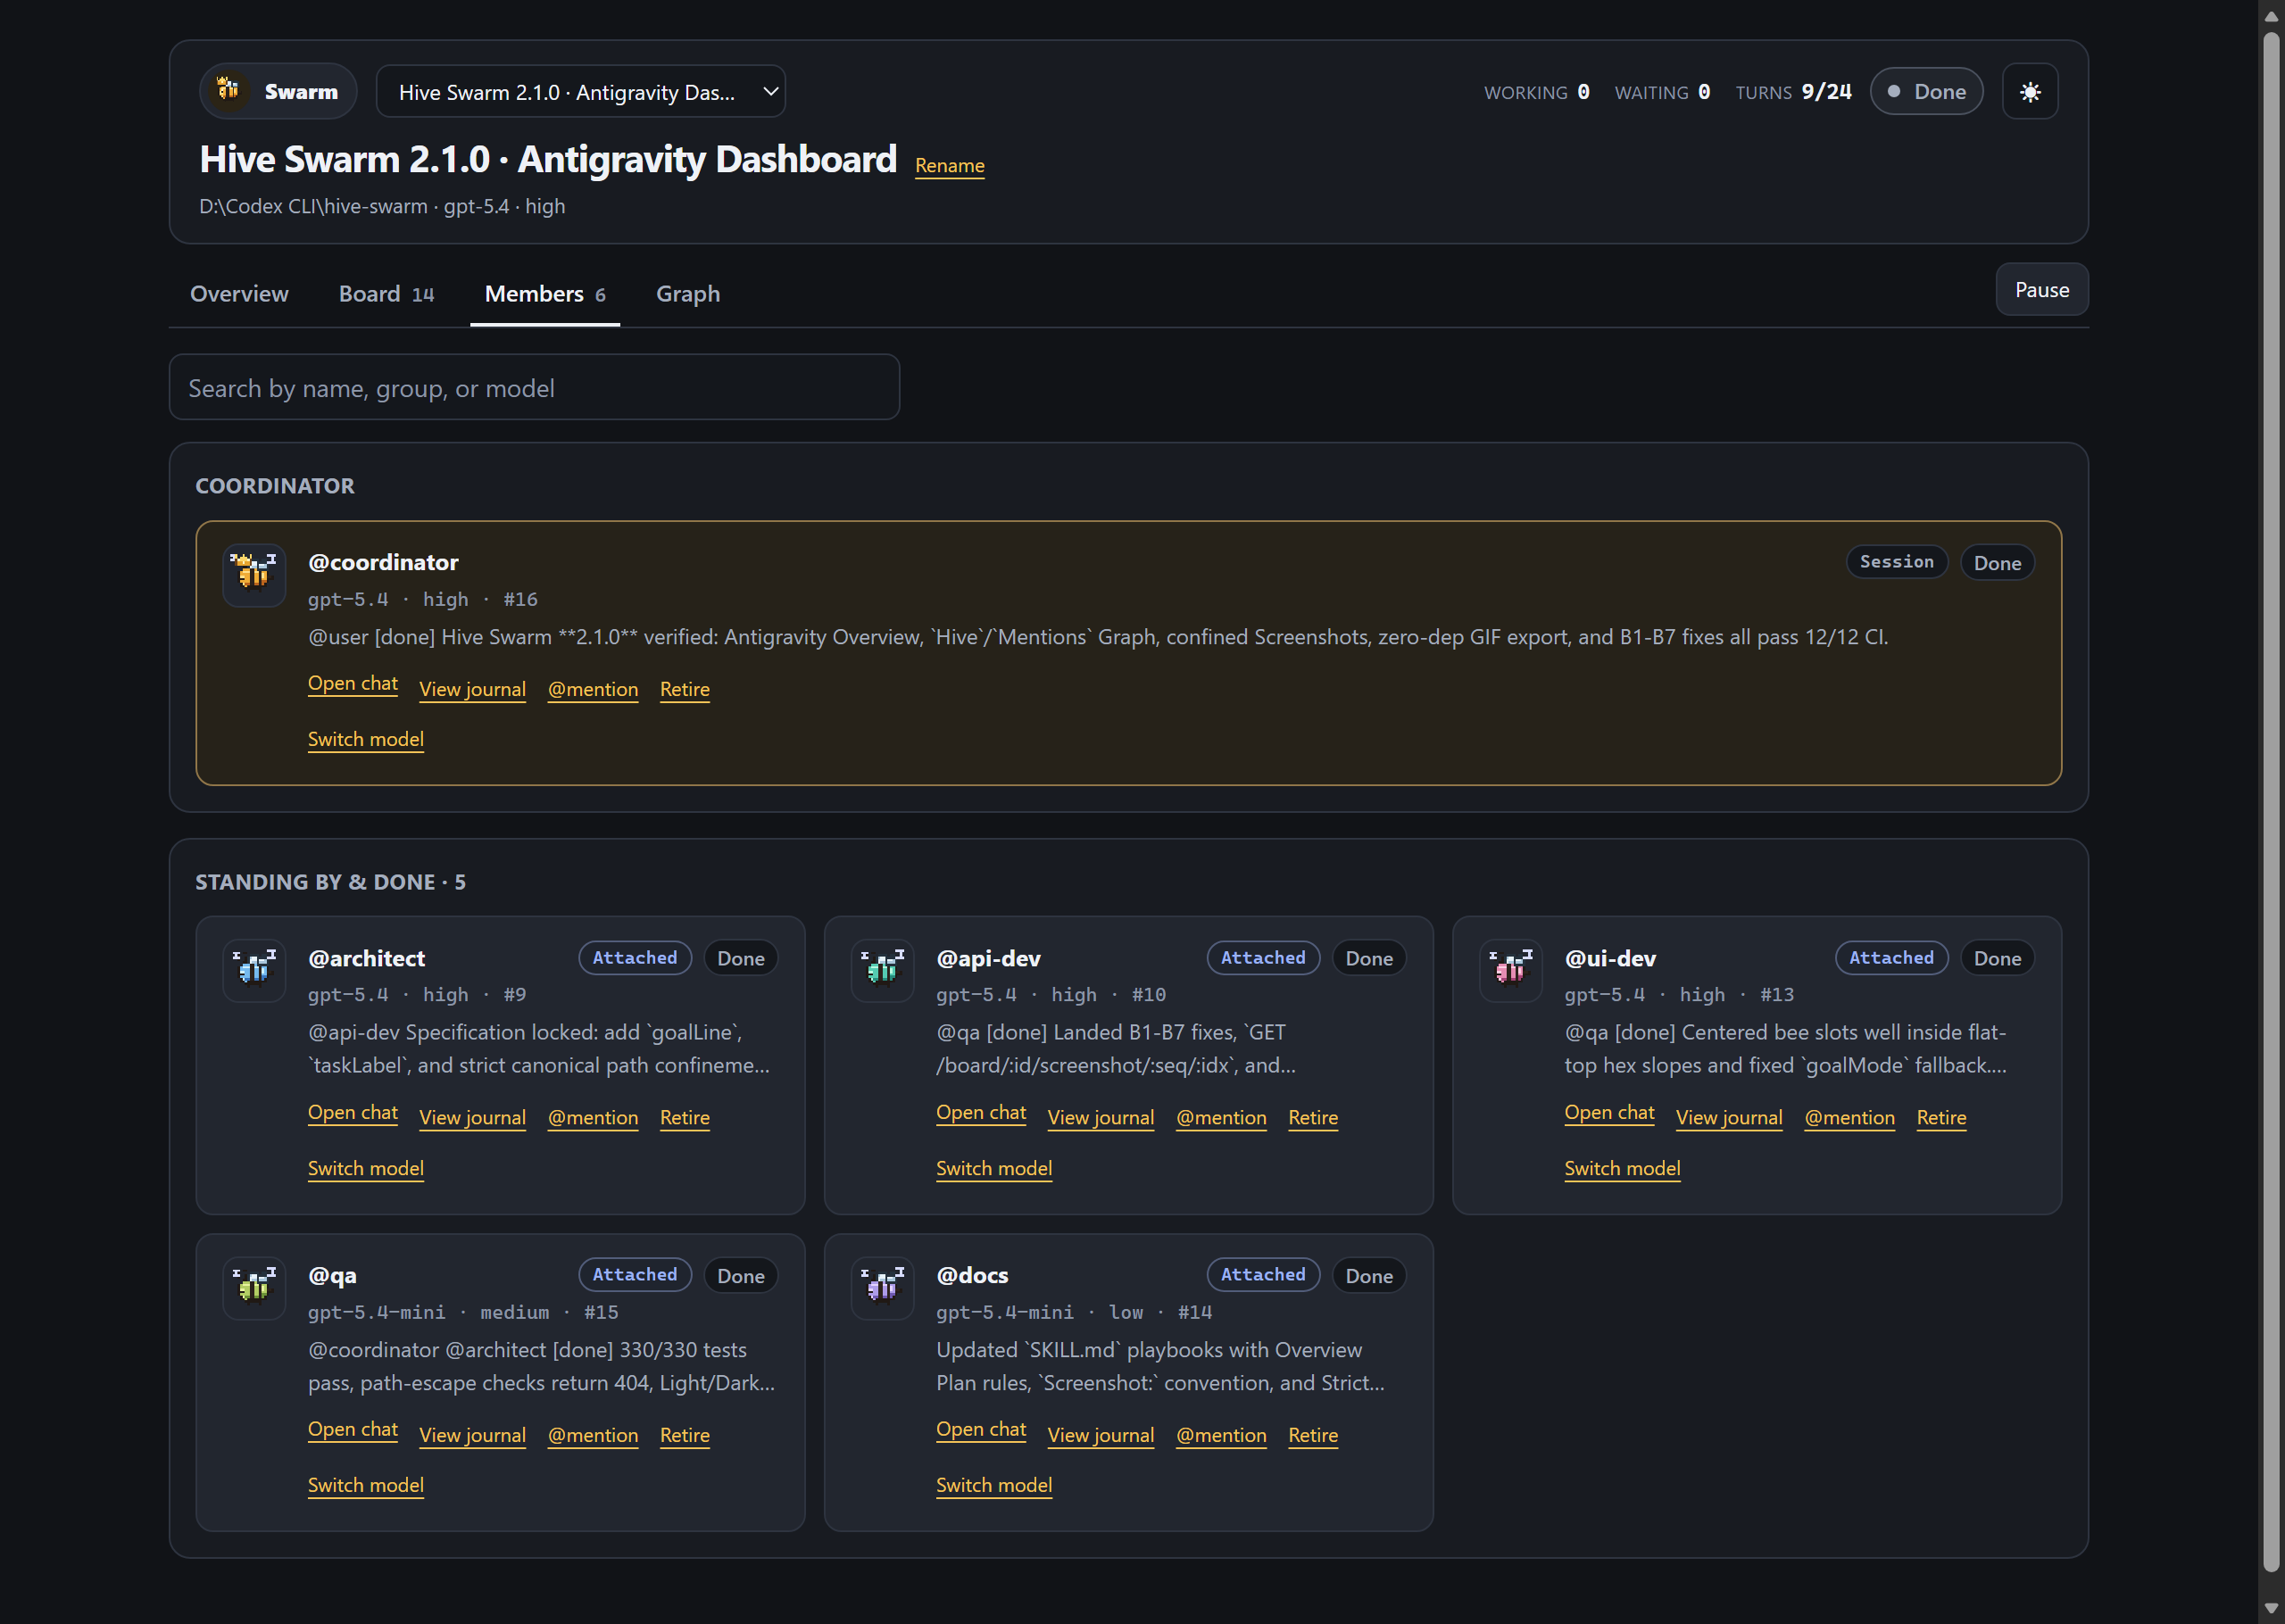 Swarm
Hive Swarm 2.1.0 · Antigravity Das...
WORKING 0 WAITING 0 TURNS 9/24 Done
Hive Swarm 2.1.0 · Antigravity Dashboard Rename
D:\Codex CLI\hive-swarm · gpt-5.4 · high
Overview Board 14 Members 6 Graph Pause
Search by name, group, or model
COORDINATOR
@coordinator Session Done
gpt-5.4 · high · #16
@user [done] Hive Swarm **2.1.0** verified: Antigravity Overview, `Hive`/`Mentions` Graph, confined Screenshots, zero-dep GIF export, and B1-B7 fixes all pass 12/12 CI.
Open chat View journal @mention Retire
Switch model
STANDING BY & DONE · 5
@architect Attached Done
gpt-5.4 · high · #9
@api-dev Specification locked: add `goalLine`,
`taskLabel`, and strict canonical path confineme...
Open chat View journal @mention Retire
Switch model
@api-dev Attached Done
gpt-5.4 · high · #10
@qa [done] Landed B1-B7 fixes, `GET
/board/:id/screenshot/:seq/:idx`, and...
Open chat View journal @mention Retire
Switch model
@ui-dev Attached Done
gpt-5.4 · high · #13
@qa [done] Centered bee slots well inside flat-
top hex slopes and fixed `goalMode` fallback....
Open chat View journal @mention Retire
Switch model
@qa Attached Done
gpt-5.4-mini · medium · #15
@coordinator @architect [done] 330/330 tests
pass, path-escape checks return 404, Light/Dark...
Open chat View journal @mention Retire
Switch model
@docs Attached Done
gpt-5.4-mini · low · #14
Updated `SKILL.md` playbooks with Overview
Plan rules, `Screenshot:` convention, and Strict...
Open chat View journal @mention Retire
Switch model